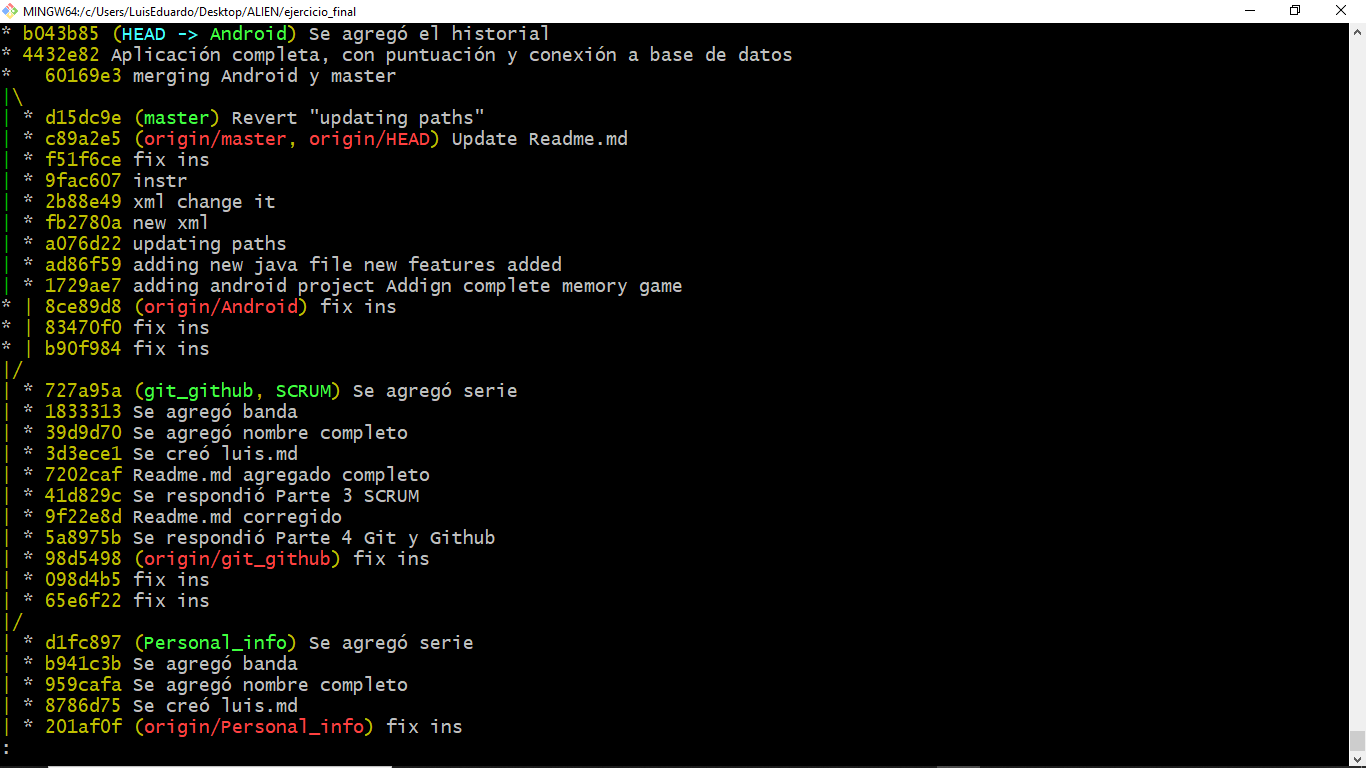 MINGW64:/c/Users/LuisEduardo/Desktop/ALIEN/ejercicio_final
* b043b85 (HEAD -> Android) Se agregó el historial
* 4432e82 Aplicación completa, con puntuación y conexión a base de datos
*   60169e3 merging Android y master
|\
| * d15dc9e (master) Revert "updating paths"
| * c89a2e5 (origin/master, origin/HEAD) Update Readme.md
| * f51f6ce fix ins
| * 9fac607 instr
| * 2b88e49 xml change it
| * fb2780a new xml
| * a076d22 updating paths
| * ad86f59 adding new java file new features added
| * 1729ae7 adding android project Addign complete memory game
* | 8ce89d8 (origin/Android) fix ins
* | 83470f0 fix ins
* | b90f984 fix ins
|/
| * 727a95a (git_github, SCRUM) Se agregó serie
| * 1833313 Se agregó banda
| * 39d9d70 Se agregó nombre completo
| * 3d3ece1 Se creó luis.md
| * 7202caf Readme.md agregado completo
| * 41d829c Se respondió Parte 3 SCRUM
| * 9f22e8d Readme.md corregido
| * 5a8975b Se respondió Parte 4 Git y Github
| * 98d5498 (origin/git_github) fix ins
| * 098d4b5 fix ins
| * 65e6f22 fix ins
|/
| * d1fc897 (Personal_info) Se agregó serie
| * b941c3b Se agregó banda
| * 959cafa Se agregó nombre completo
| * 8786d75 Se creó luis.md
| * 201af0f (origin/Personal_info) fix ins
: